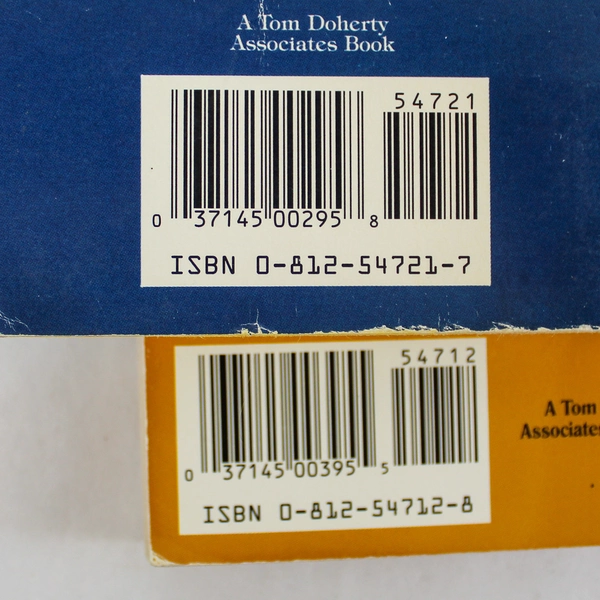 A Tom Doherty
Associates Book
54721
0 37145 00295 8
ISBN 0-812-54721-7
54712
0 37145 00395 5
ISBN 0-812-54712-8
A Tom
Associates